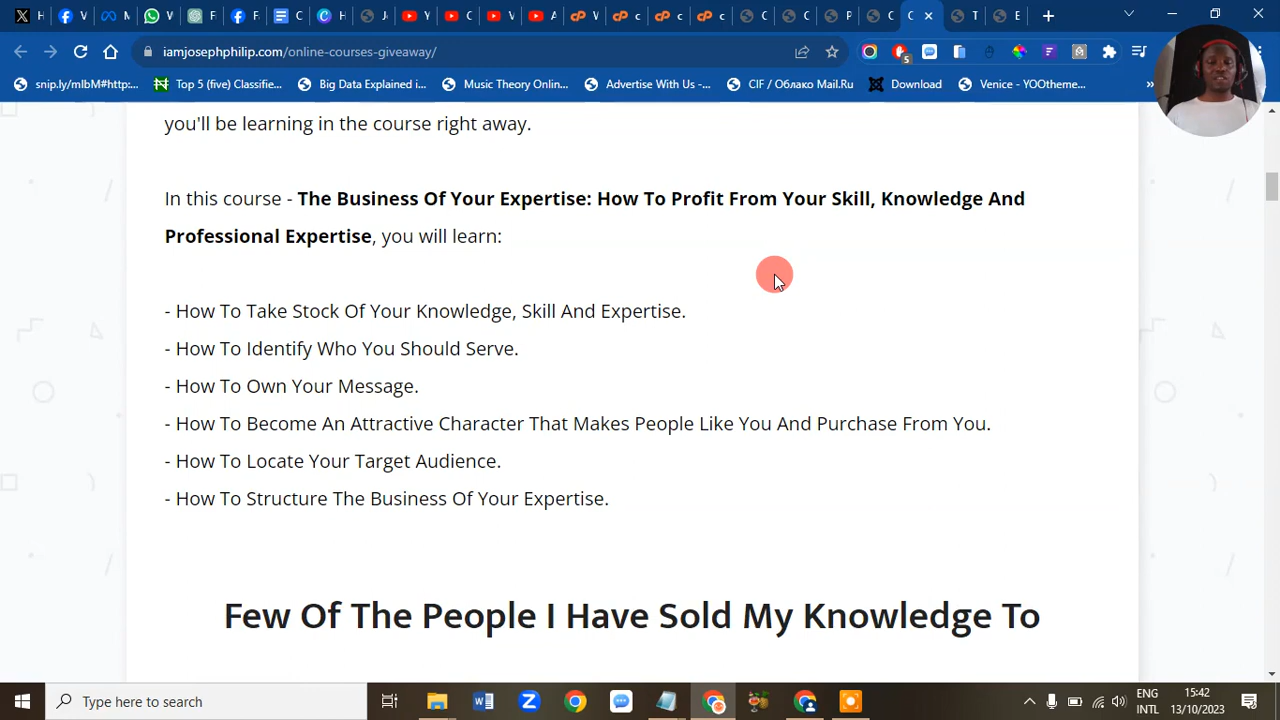 V
M
W
F
F
C
H
J
Y
C
V
A
W
c
c
c
C
C
P
C
C
T
E
iamjosephphilip.com/online-courses-giveaway/
5
snip.ly/mlbM#http:...
Top 5 (five) Classifie...
Big Data Explained i...
Music Theory Onlin...
Advertise With Us -...
CIF / Облако Mail.Ru
Download
Venice - YOOtheme...
you'll be learning in the course right away.
In this course - The Business Of Your Expertise: How To Profit From Your Skill, Knowledge And
Professional Expertise, you will learn:
- How To Take Stock Of Your Knowledge, Skill And Expertise.
- How To Identify Who You Should Serve.
- How To Own Your Message.
- How To Become An Attractive Character That Makes People Like You And Purchase From You.
- How To Locate Your Target Audience.
- How To Structure The Business Of Your Expertise.
Few Of The People I Have Sold My Knowledge To
Type here to search
ENG
INTL
15:42
13/10/2023